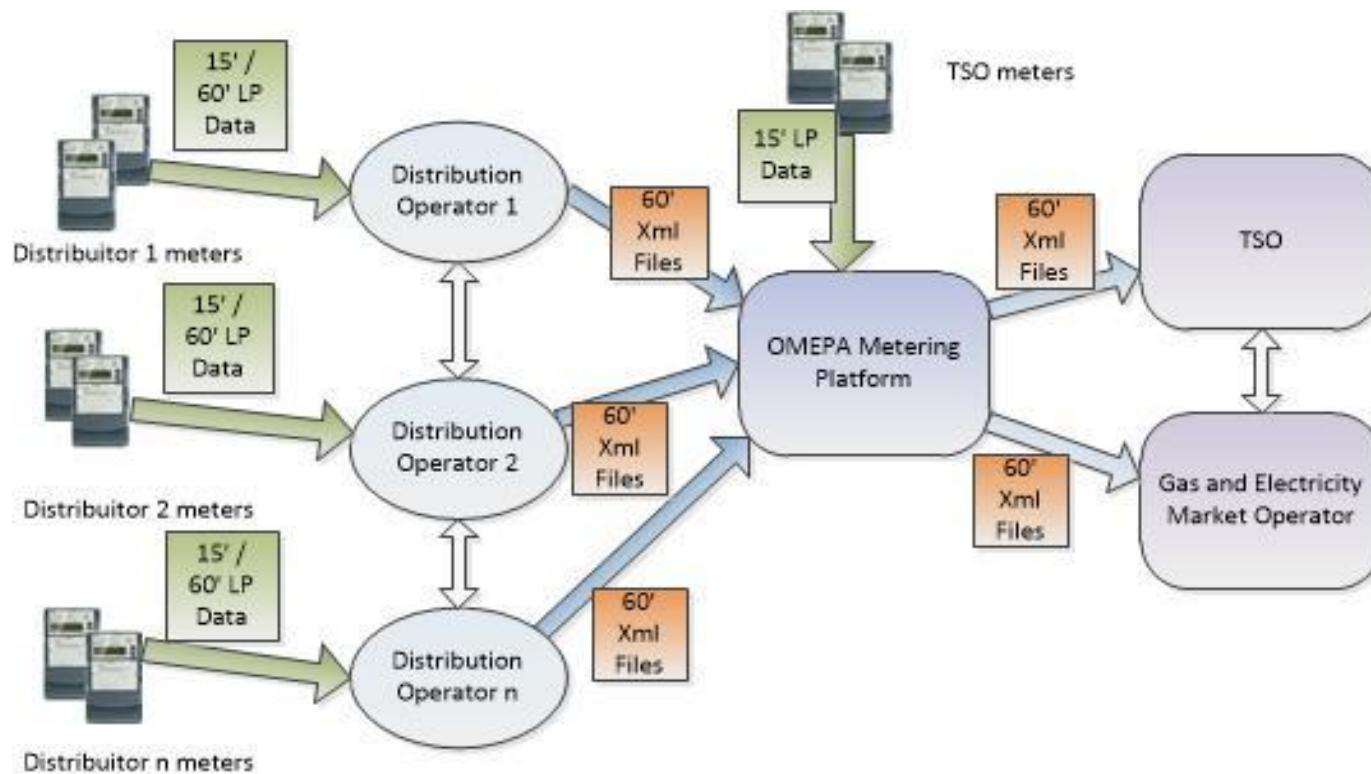 15' /
60' LP
Data
Distribuitor 1 meters
Distribution
Operator 1
60'
Xml
Files
15' LP
Data
TSO meters
60'
Xml
Files
TSO
15' /
60' LP
Data
Distribuitor 2 meters
Distribution
Operator 2
60'
Xml
Files
OMEPA Metering
Platform
60'
Xml
Files
Gas and Electricity
Market Operator
15' /
60' LP
Data
Distribuitor n meters
Distribution
Operator n
60'
Xml
Files